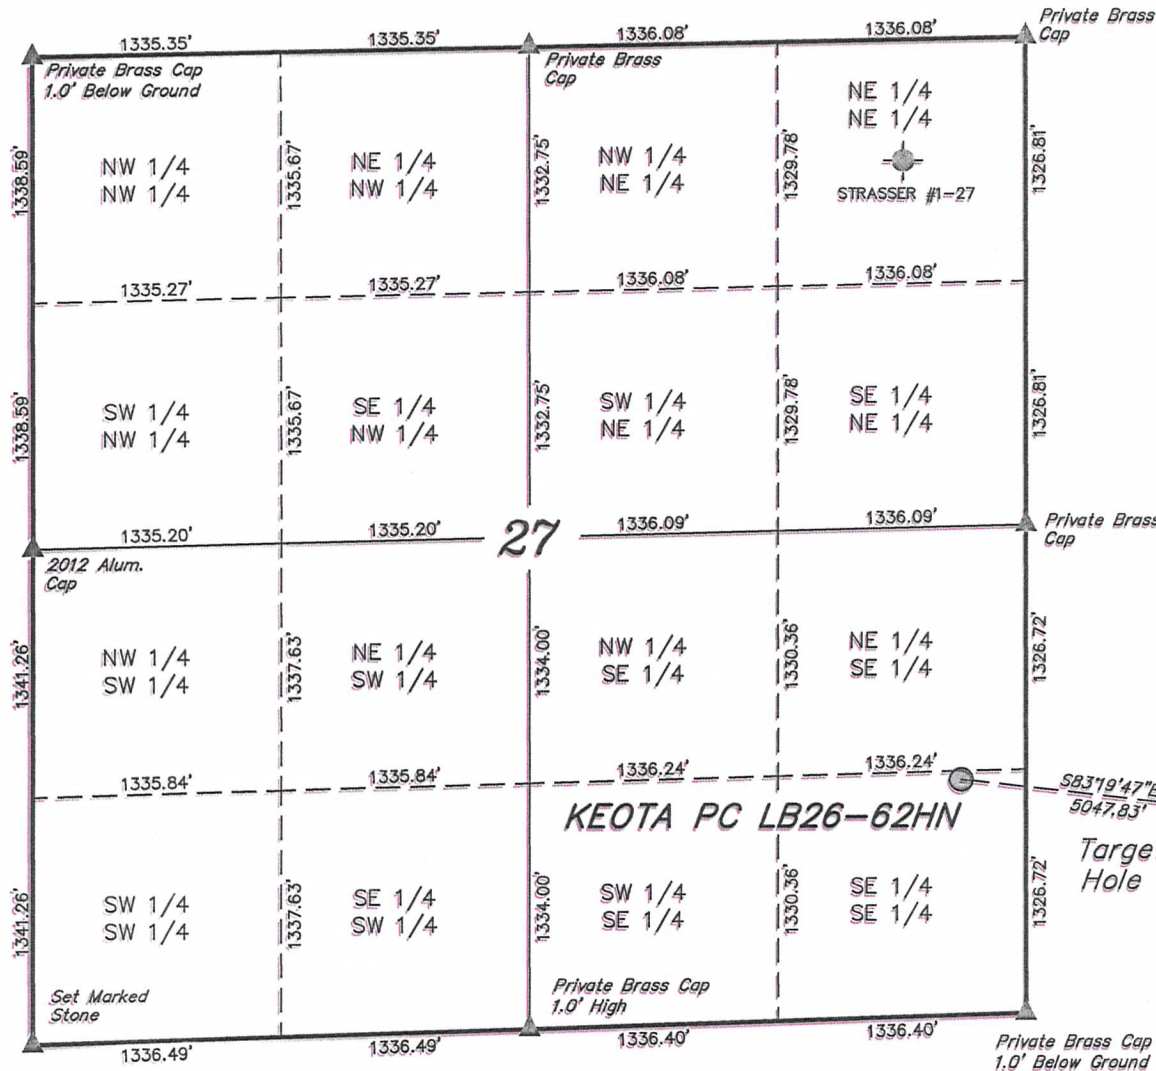 1335.35'
1335.35'
1336.08'
1336.08'
Private Brass
Cap
Private Brass Cap
1.0' Below Ground
Private Brass
Cap
1338.59'
NW 1/4
NW 1/4
1335.67'
NE 1/4
NW 1/4
1332.75'
NW 1/4
NE 1/4
1329.78'
NE 1/4
NE 1/4
STRASSER #1-27
1326.81'
1335.27'
1335.27'
1336.08'
1336.08'
1338.59'
SW 1/4
NW 1/4
1335.67'
SE 1/4
NW 1/4
1332.75'
SW 1/4
NE 1/4
1329.78'
SE 1/4
NE 1/4
1326.81'
1335.20'
1335.20'
27
1336.09'
1336.09'
Private Brass
Cap
2012 Alum.
Cap
1341.26'
NW 1/4
SW 1/4
1337.63'
NE 1/4
SW 1/4
1334.00'
NW 1/4
SE 1/4
1330.36'
NE 1/4
SE 1/4
1326.72'
1335.84'
1335.84'
1336.24'
1336.24'
S83°19'47"E
5047.83'
KEOTA PC LB26-62HN
Hole
1341.26'
SW 1/4
SW 1/4
1337.63'
SE 1/4
SW 1/4
1334.00'
SW 1/4
SE 1/4
1330.36'
SE 1/4
SE 1/4
1326.72'
Set Marked
Stone
Private Brass Cap
1.0' High
1336.49'
1336.49'
1336.40'
1336.40'
Private Brass Cap
1.0' Below Ground